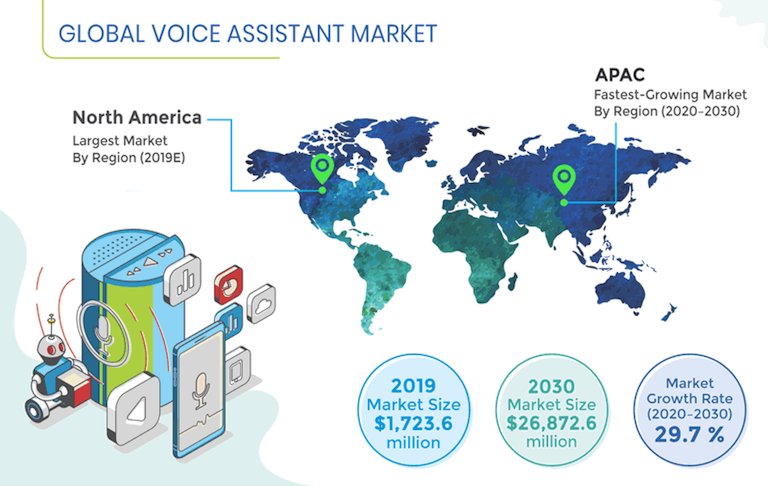 GLOBAL VOICE ASSISTANT MARKET
APAC
Fastest-Growing Market
By Region (2020–2030)
North America
Largest Market
By Region (2019E)
2019
Market Size
$1,723.6
million
2030
Market Size
$26,872.6
million
Market
Growth Rate
(2020–2030)
29.7 %